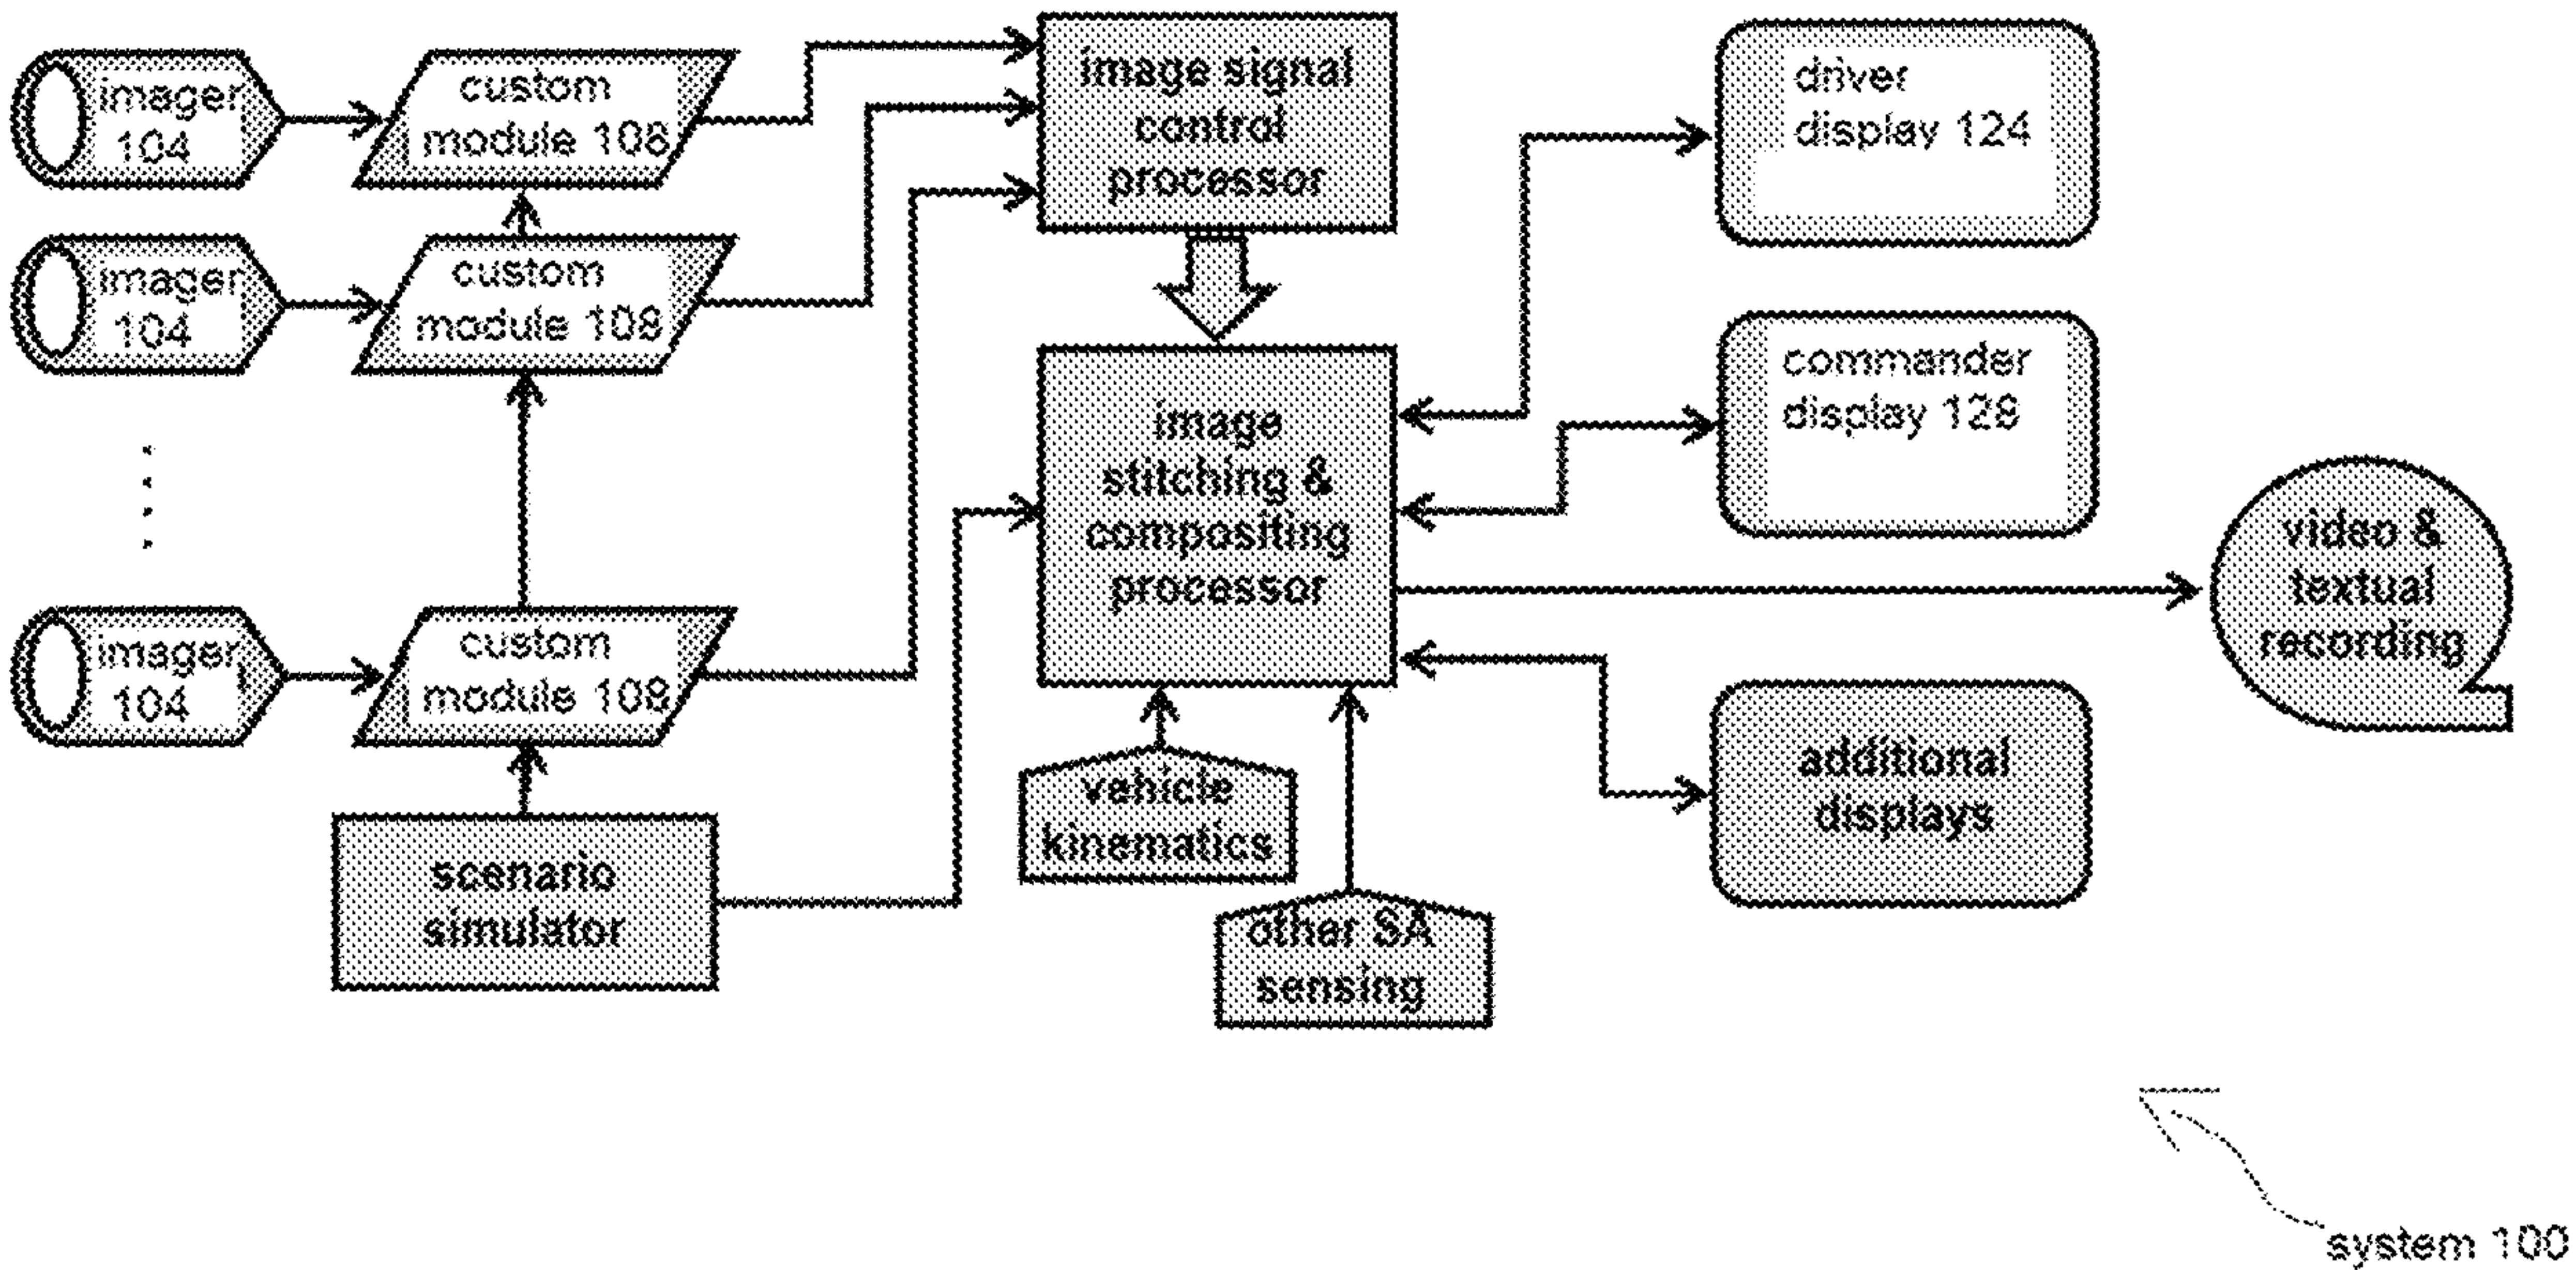 imager
104
custom
module 108
image signal
control
processor
driver
display 124
imager
104
custom
module 108
commander
display 128
image
stitching &
compositing
processor
video &
textual
recording
imager
104
custom
module 108
additional
displays
vehicle
kinematics
scenario
simulator
other SA
sensing
system 100